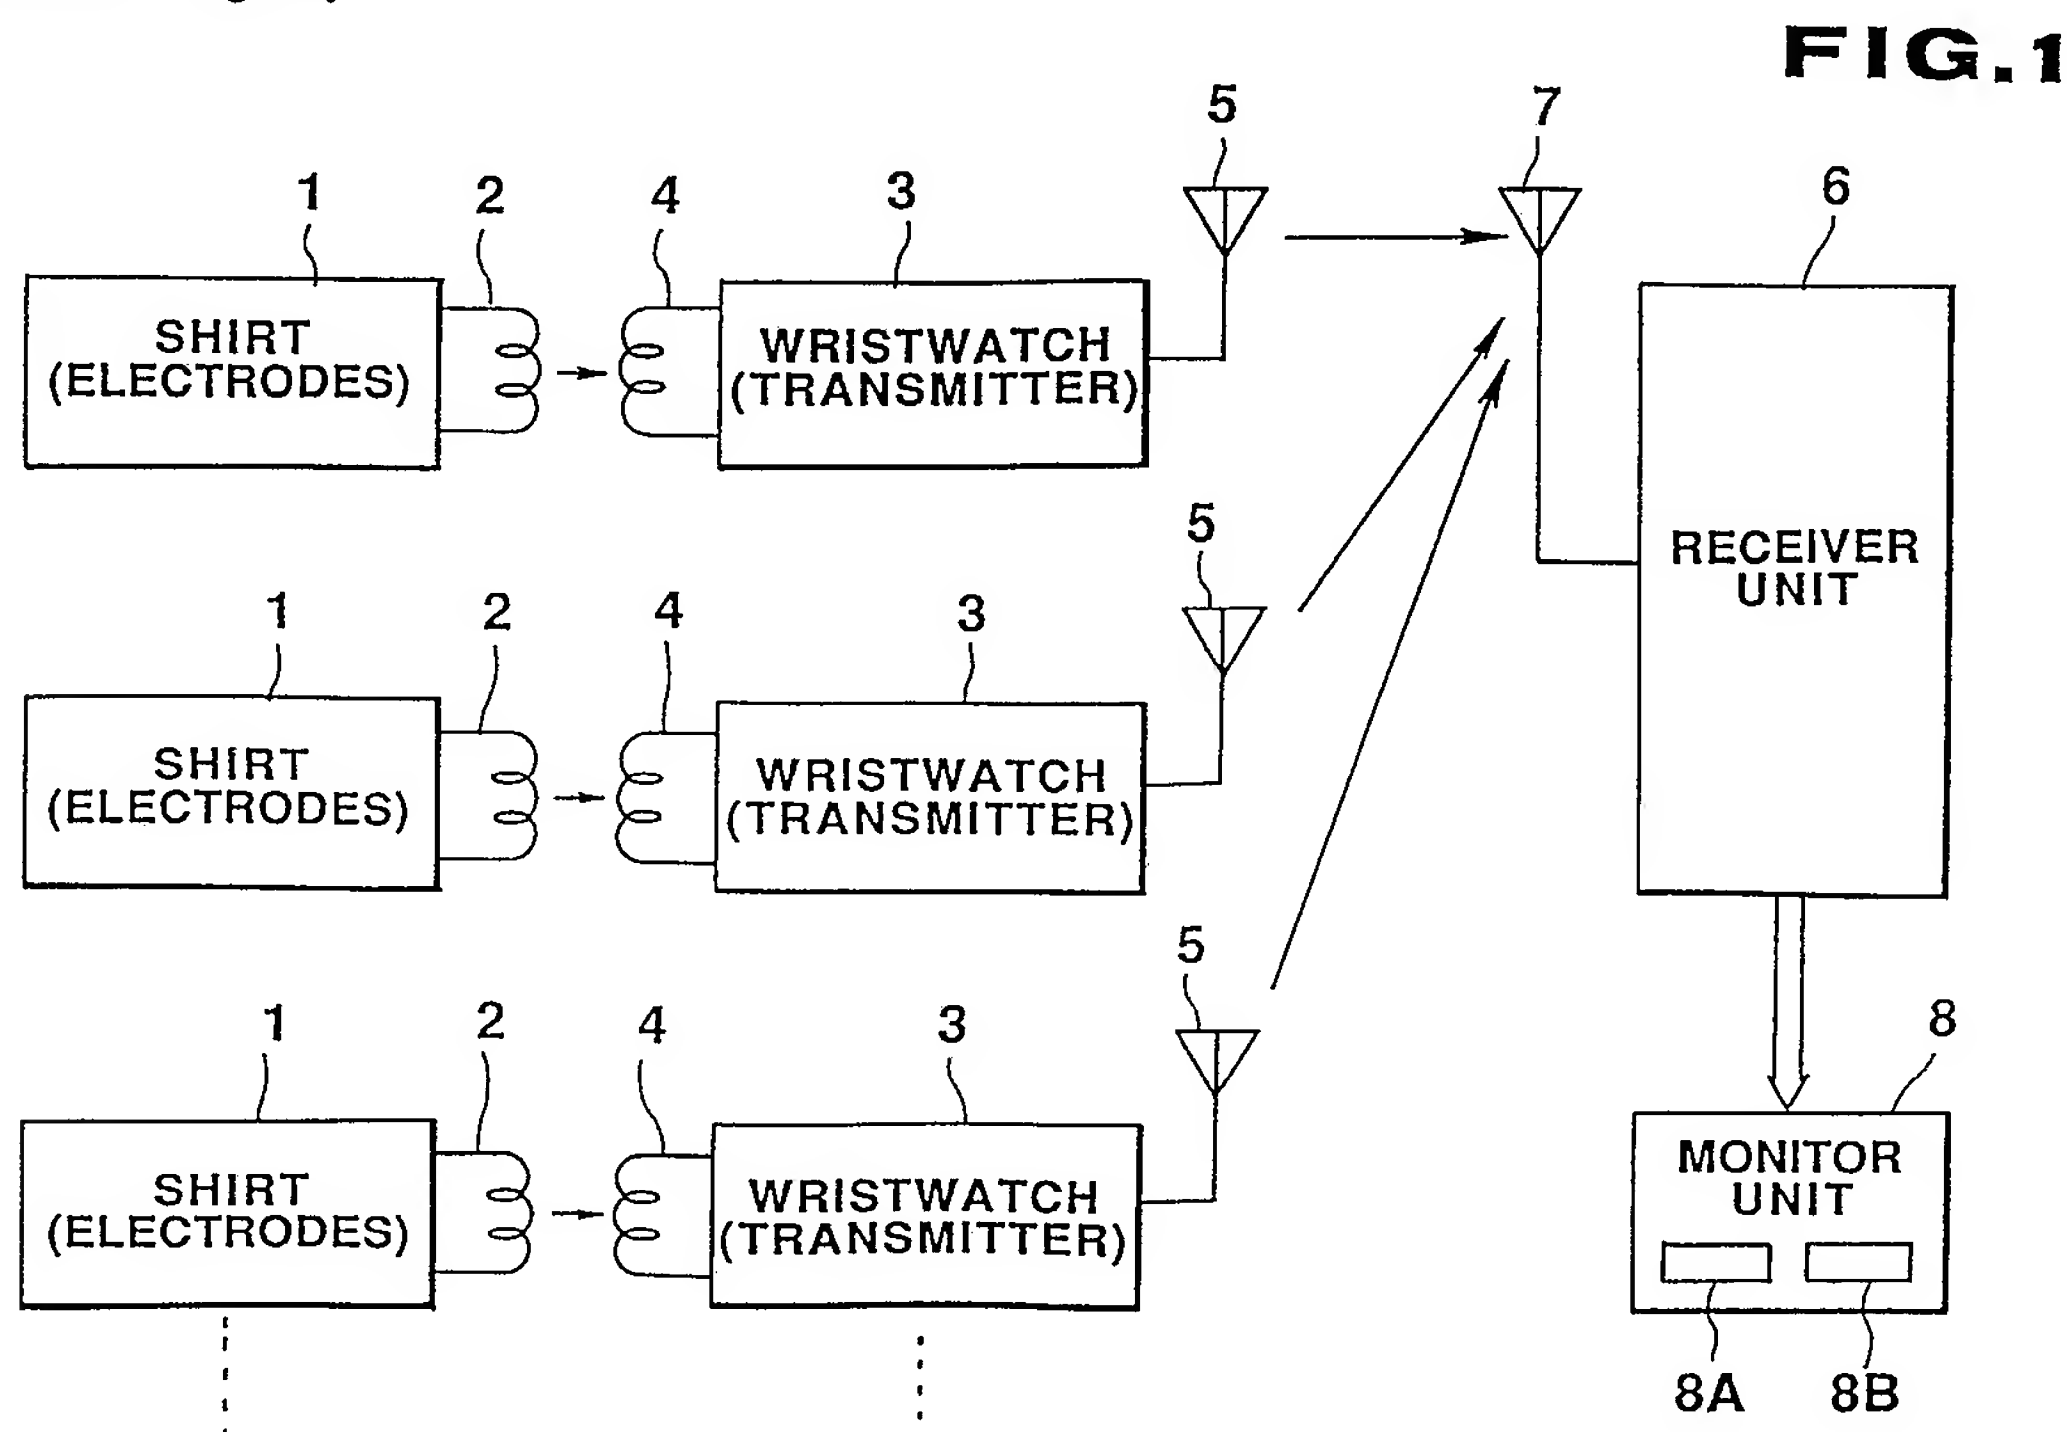 FIG.1
5
7
1
2
4
3
6
SHIRT
(ELECTRODES)
WRISTWATCH
(TRANSMITTER)
5
RECEIVER
UNIT
1
2
4
3
SHIRT
(ELECTRODES)
WRISTWATCH
(TRANSMITTER)
5
1
2
4
3
8
SHIRT
(ELECTRODES)
WRISTWATCH
(TRANSMITTER)
MONITOR
UNIT
8A
8B